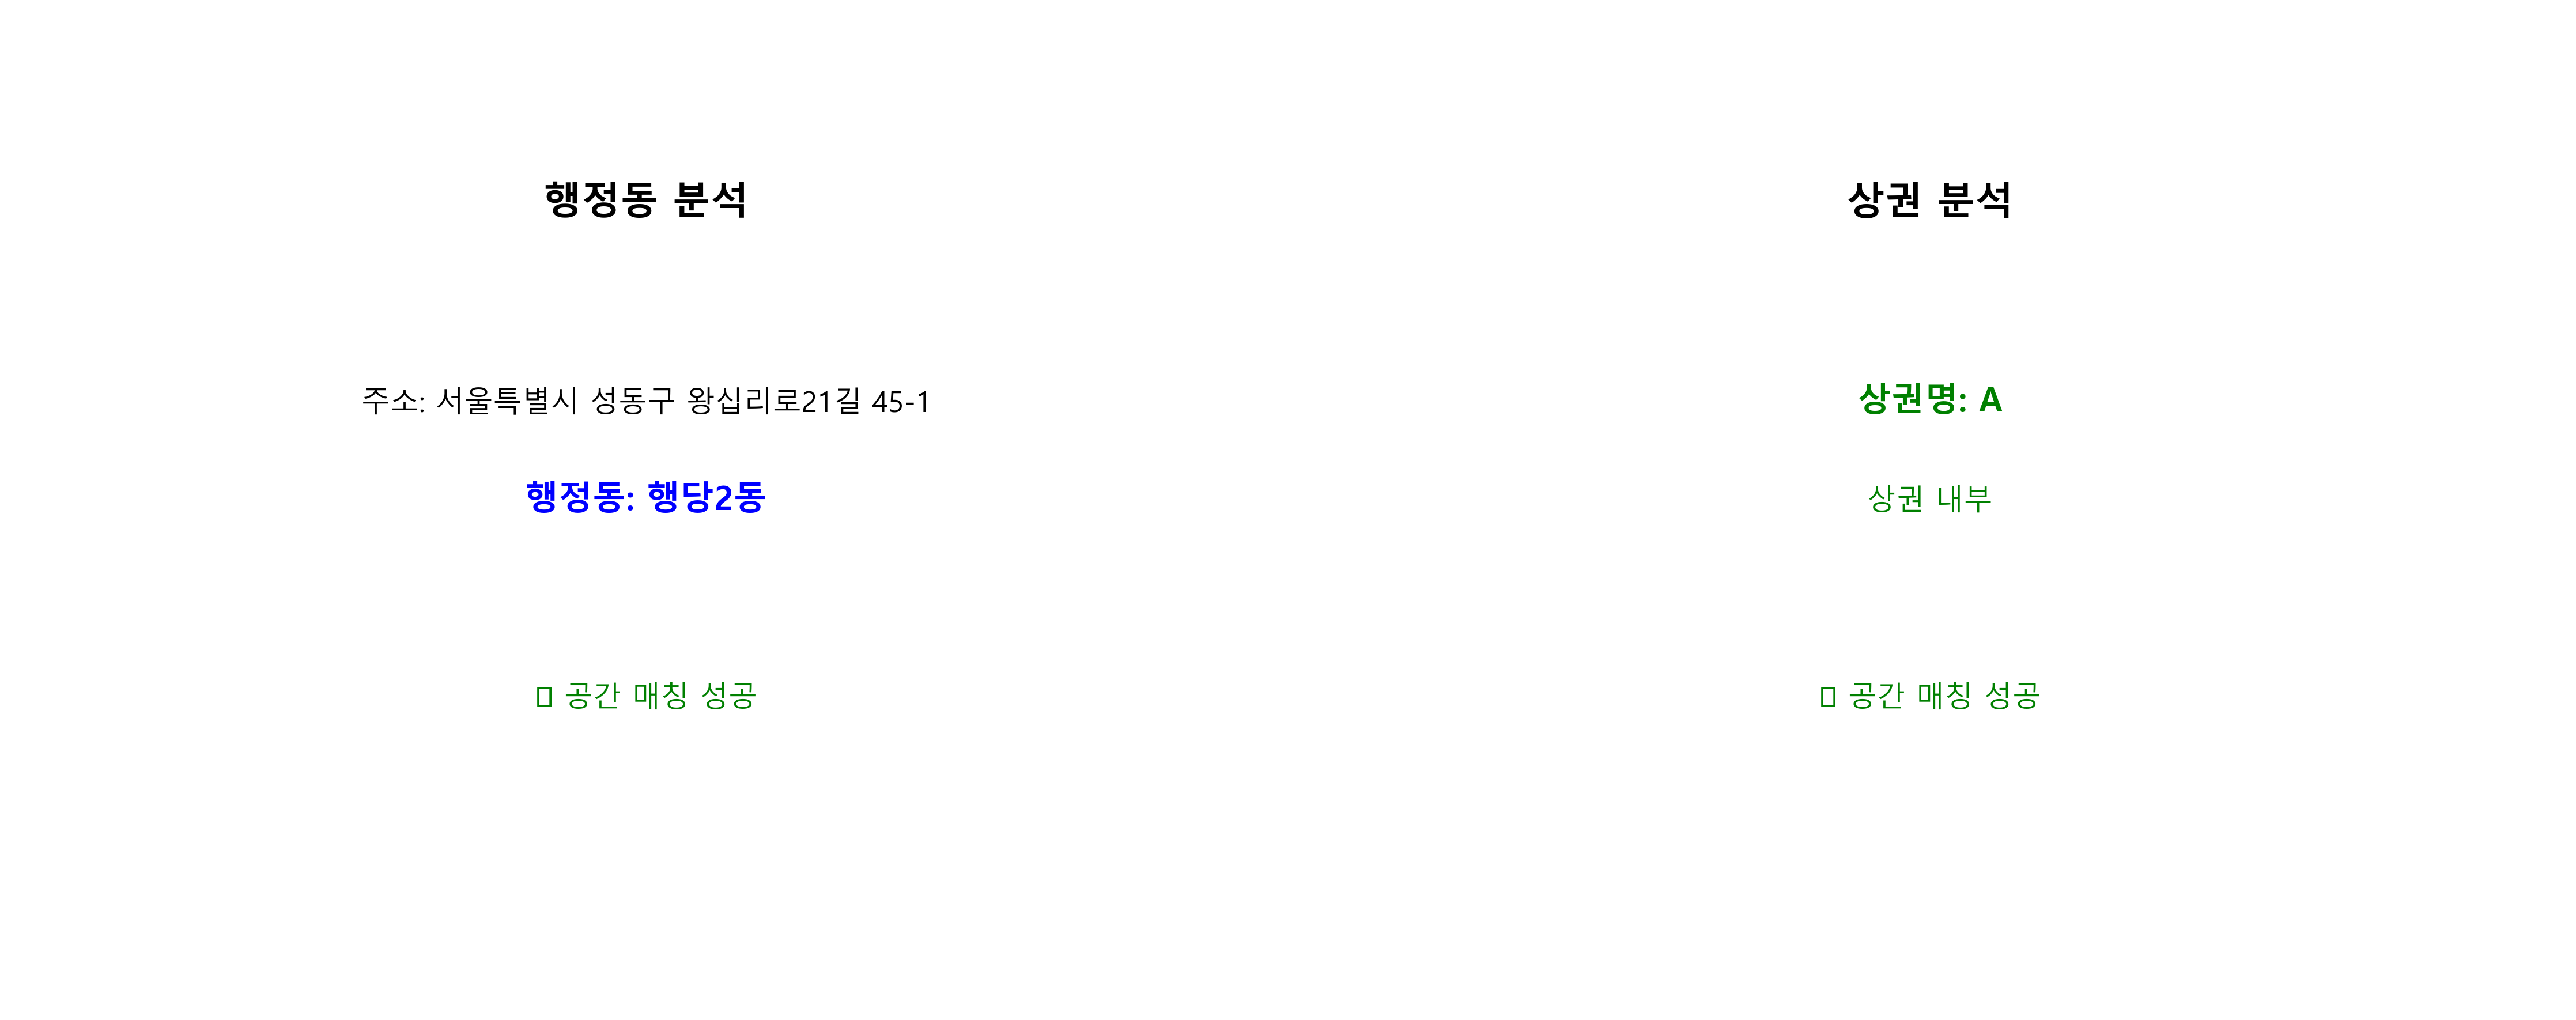 행정동 분석
주소: 서울특별시 성동구 왕십리로21길 45-1
행정동: 행당2동
▯ 공간 매칭 성공
상권 분석
상권명: A
상권 내부
▯ 공간 매칭 성공